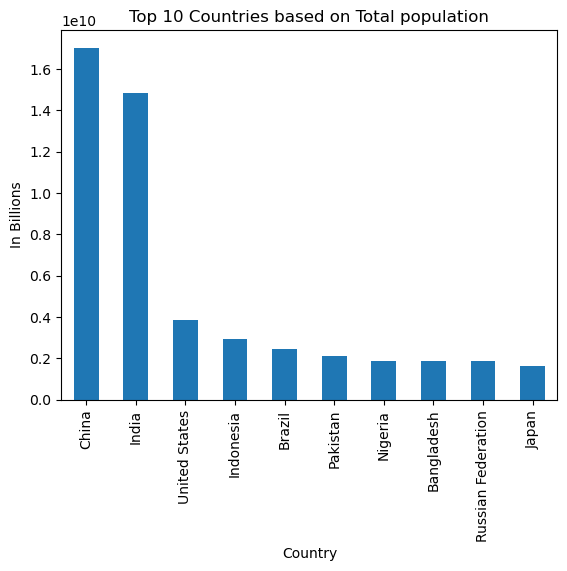 Top 10 Countries based on Total population
1e10
1.6
1.4
1.2
1.0
0.8
0.6
0.4
0.2
0.0
In Billions
China
India
United States
Indonesia
Brazil
Pakistan
Nigeria
Bangladesh
Russian Federation
Japan
Country